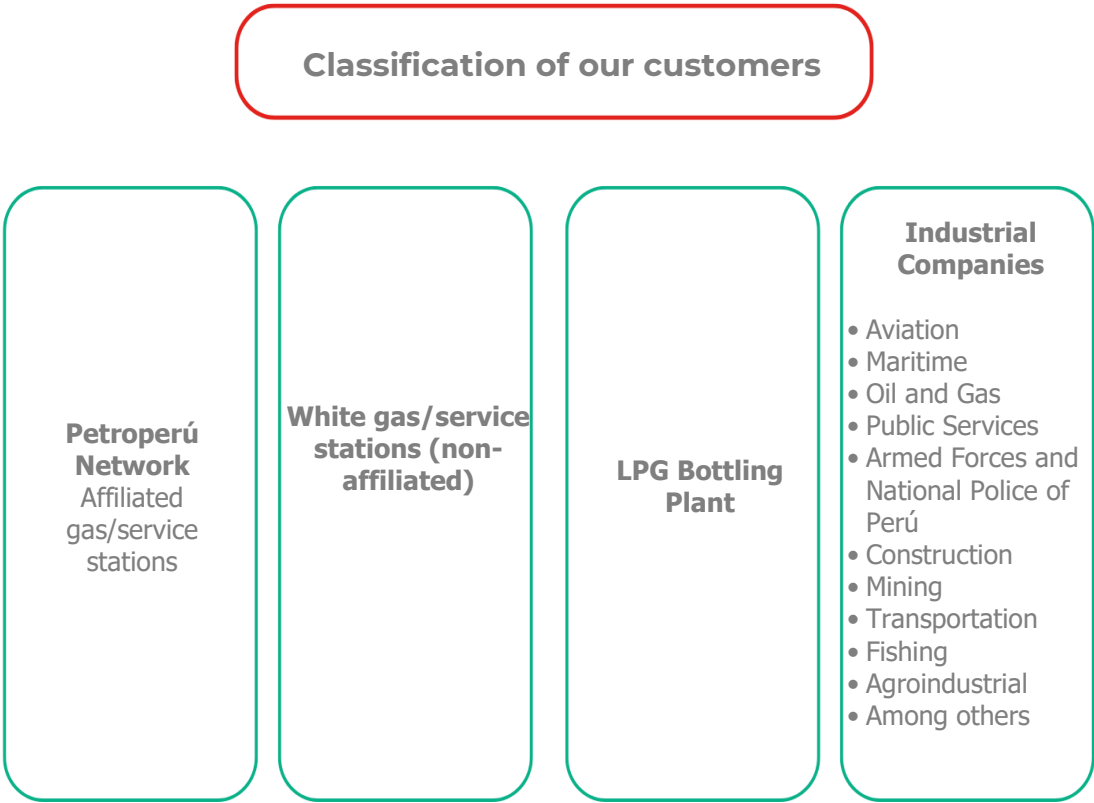 Classification of our customers
Petroperú
Network
Affiliated
gas/service
stations
White gas/service
stations (non-
affiliated)
LPG Bottling
Plant
Industrial
Companies
• Aviation
• Maritime
• Oil and Gas
• Public Services
• Armed Forces and
National Police of
Perú
• Construction
• Mining
• Transportation
• Fishing
• Agroindustrial
• Among others